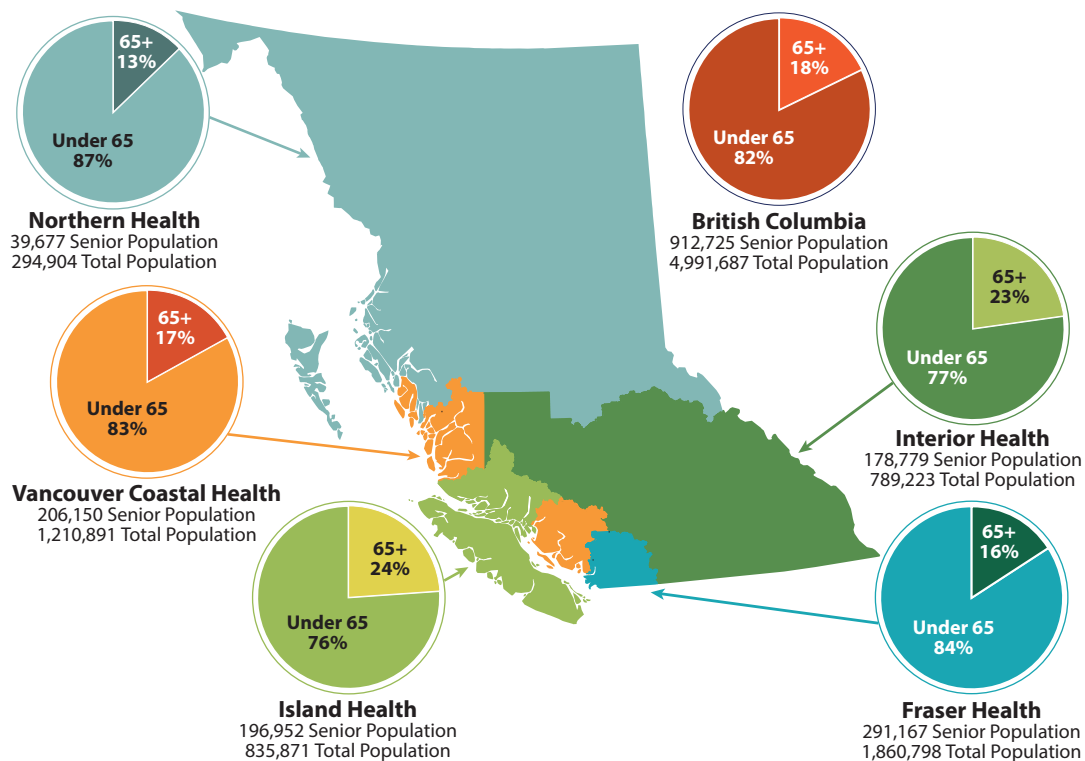 65+
13%
Under 65
87%
Northern Health
39,677 Senior Population
294,904 Total Population
65+
18%
Under 65
82%
British Columbia
912,725 Senior Population
4,991,687 Total Population
65+
23%
Under 65
77%
Interior Health
178,779 Senior Population
789,223 Total Population
65+
17%
Under 65
83%
Vancouver Coastal Health
206,150 Senior Population
1,210,891 Total Population
65+
24%
Under 65
76%
Island Health
196,952 Senior Population
835,871 Total Population
65+
16%
Under 65
84%
Fraser Health
291,167 Senior Population
1,860,798 Total Population